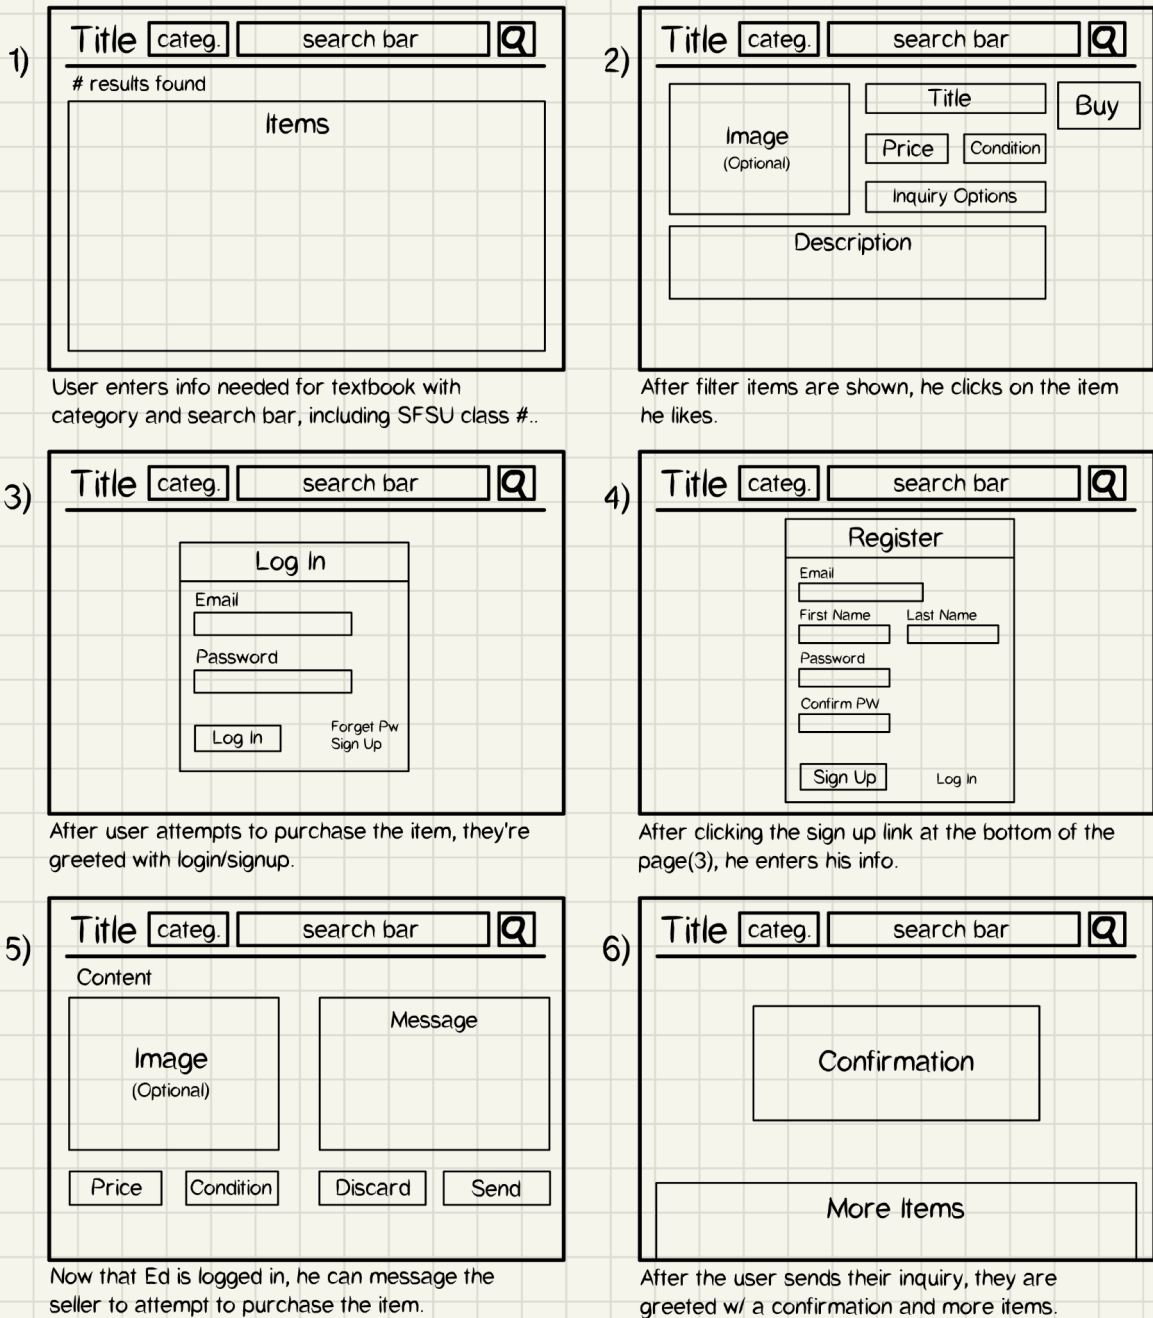 1)
Title categ. search bar
# results found
Items
User enters info needed for textbook with
category and search bar, including SFSU class #..
2)
Title categ. search bar
Image
(Optional)
Title
Buy
Price Condition
Inquiry Options
Description
After filter items are shown, he clicks on the item
he likes.
3)
Title categ. search bar
Log In
Email
Password
Log In
Forget Pw
Sign Up
After user attempts to purchase the item, they're
greeted with login/signup.
4)
Title categ. search bar
Register
Email
First Name Last Name
Password
Confirm PW
Sign Up Log In
After clicking the sign up link at the bottom of the
page(3), he enters his info.
5)
Title categ. search bar
Content
Image
(Optional)
Message
Price Condition Discard Send
Now that Ed is logged in, he can message the
seller to attempt to purchase the item.
6)
Title categ. search bar
Confirmation
More Items
After the user sends their inquiry, they are
greeted w/ a confirmation and more items.